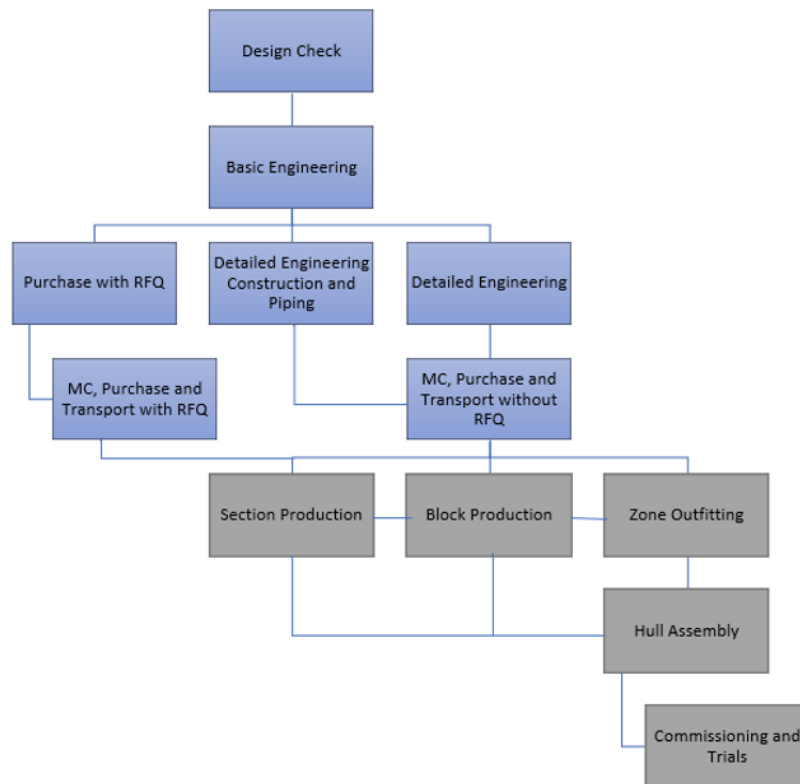 Design Check
Basic Engineering
Purchase with RFQ
Detailed Engineering
Construction and
Piping
Detailed Engineering
MC, Purchase and
Transport with RFQ
MC, Purchase and
Transport without
RFQ
Section Production
Block Production
Zone Outfitting
Hull Assembly
Commissioning and
Trials